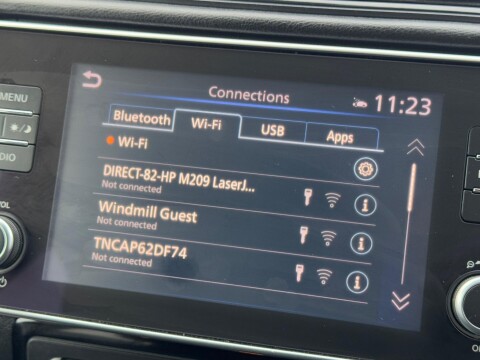 Connections
11:23
MENU
Bluetooth
Wi-Fi
USB
Apps
Wi-Fi
DIRECT-82-HP M209 LaserJ...
Not connected
Windmill Guest
Not connected
TNCAP62DF74
Not connected